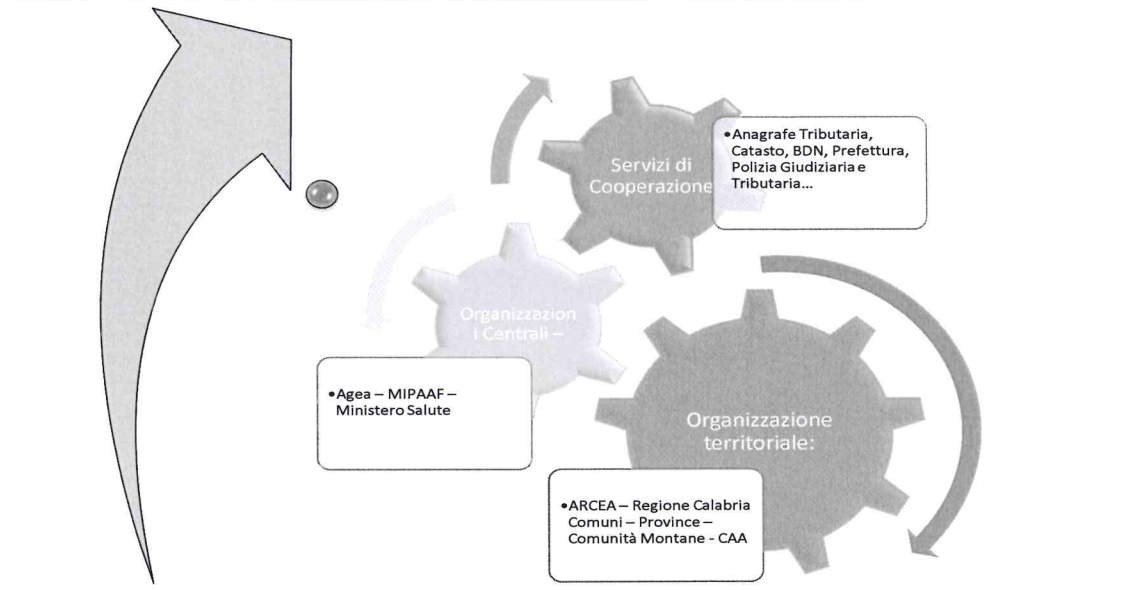 Servizi di
Cooperazione
•Anagrafe Tributaria,
Catasto, BDN, Prefettura,
Polizia Giudiziaria e
Tributaria...
Organizzazion
i Centrali –
•Agea – MIPAAF –
Ministero Salute
Organizzazione
territoriale:
•ARCEA – Regione Calabria
Comuni – Province –
Comunità Montane - CAA